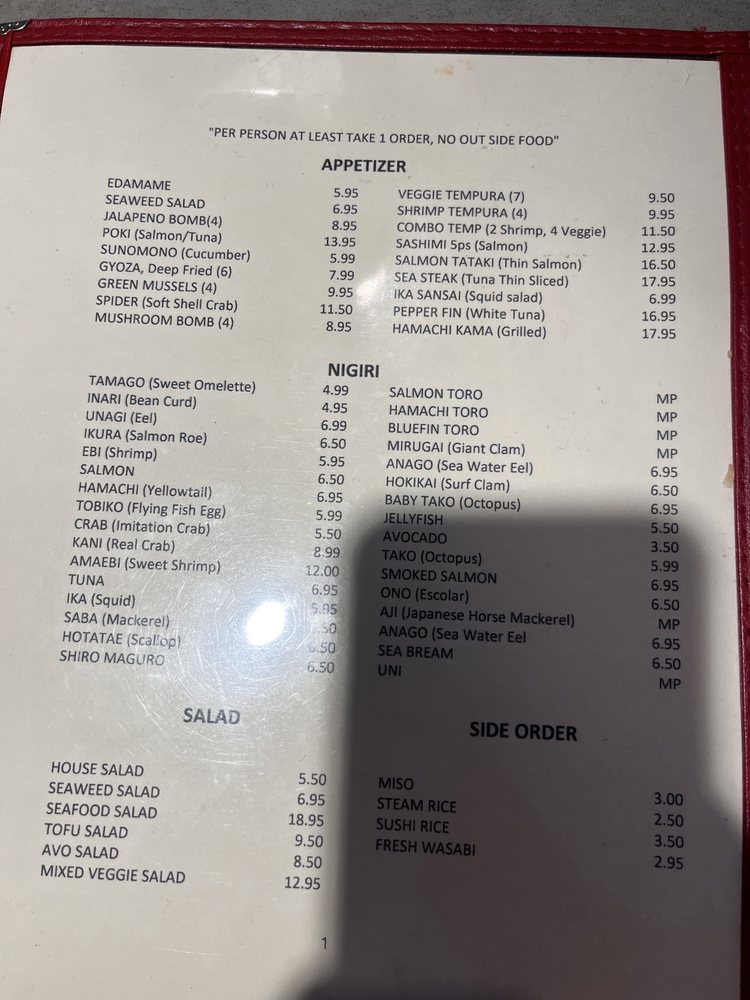 "PER PERSON AT LEAST TAKE 1 ORDER, NO OUT SIDE FOOD"
APPETIZER
EDAMAME 5.95
SEAWEED SALAD 6.95
JALAPENO BOMB(4) 8.95
POKI (Salmon/Tuna) 13.95
SUNOMONO (Cucumber) 5.99
GYOZA, Deep Fried (6) 7.99
GREEN MUSSELS (4) 9.95
SPIDER (Soft Shell Crab) 11.50
MUSHROOM BOMB (4) 8.95
VEGGIE TEMPURA (7) 9.50
SHRIMP TEMPURA (4) 9.95
COMBO TEMP (2 Shrimp, 4 Veggie) 11.50
SASHIMI 5ps (Salmon) 12.95
SALMON TATAKI (Thin Salmon) 16.50
SEA STEAK (Tuna Thin Sliced) 17.95
IKA SANSAI (Squid salad) 6.99
PEPPER FIN (White Tuna) 16.95
HAMACHI KAMA (Grilled) 17.95
NIGIRI
TAMAGO (Sweet Omelette) 4.99
INARI (Bean Curd) 4.95
UNAGI (Eel) 6.99
IKURA (Salmon Roe) 6.50
EBI (Shrimp) 5.95
SALMON 6.50
HAMACHI (Yellowtail) 6.95
TOBIKO (Flying Fish Egg) 5.99
CRAB (Imitation Crab) 5.50
KANI (Real Crab) 8.99
AMAEBI (Sweet Shrimp) 12.00
TUNA 6.95
IKA (Squid) 5.95
SABA (Mackerel)
HOTATAE (Scallop) 6.50
SHIRO MAGURO 6.50
SALMON TORO MP
HAMACHI TORO MP
BLUEFIN TORO MP
MIRUGAI (Giant Clam) MP
ANAGO (Sea Water Eel) 6.95
HOKIKAI (Surf Clam) 6.50
BABY TAKO (Octopus) 6.95
JELLYFISH 5.50
AVOCADO 3.50
TAKO (Octopus) 5.99
SMOKED SALMON 6.95
ONO (Escolar) 6.50
AJI (Japanese Horse Mackerel) MP
ANAGO (Sea Water Eel 6.95
SEA BREAM 6.50
UNI MP
SALAD
HOUSE SALAD 5.50
SEAWEED SALAD 6.95
SEAFOOD SALAD 18.95
TOFU SALAD 9.50
AVO SALAD 8.50
MIXED VEGGIE SALAD 12.95
SIDE ORDER
MISO 3.00
STEAM RICE 2.50
SUSHI RICE 3.50
FRESH WASABI 2.95
1